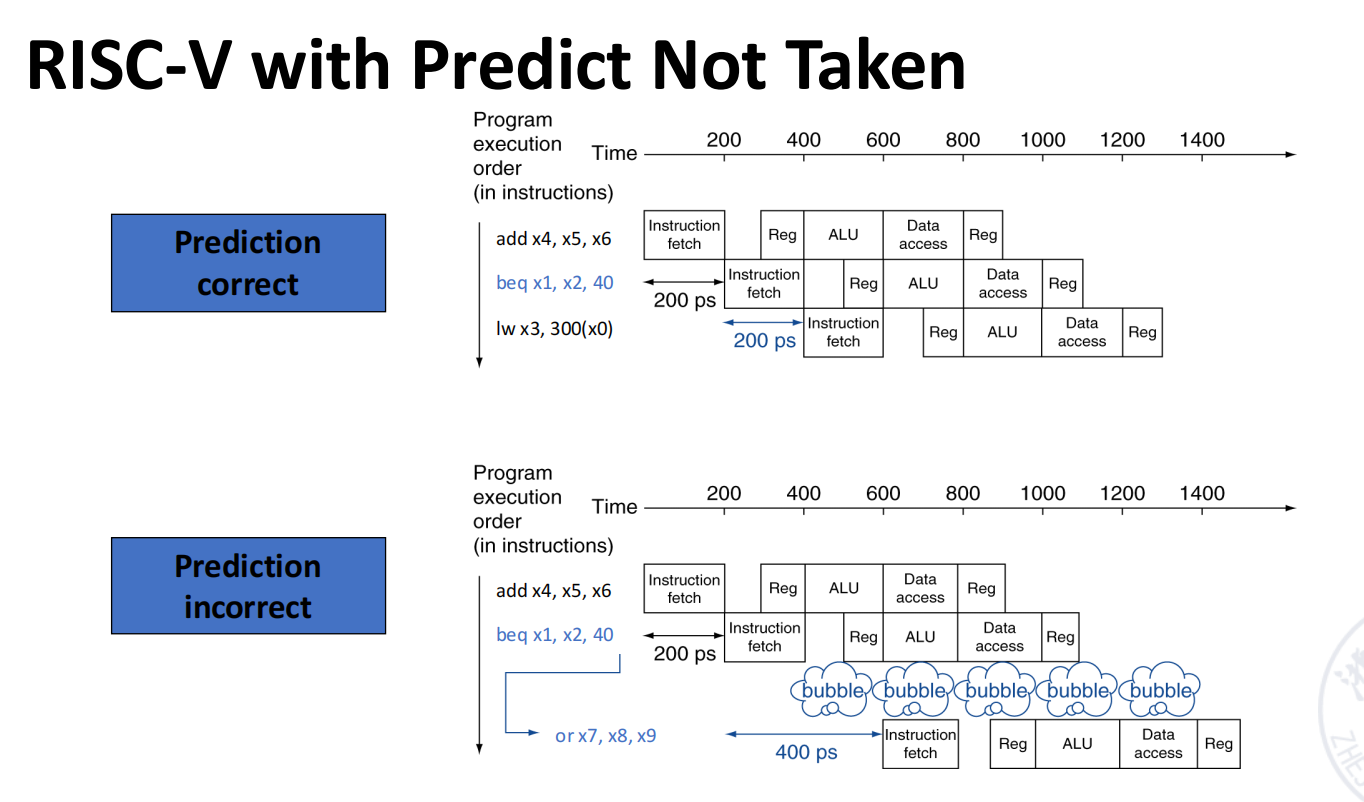 RISC-V with Predict Not Taken
Program
execution
order
(in instructions)
Time
200 400 600 800 1000 1200 1400
Prediction
correct
add x4, x5, x6
Instruction
fetch
Reg
ALU
Data
access
Reg
beq x1, x2, 40
200 ps
Instruction
fetch
Reg
ALU
Data
access
Reg
lw x3, 300(x0)
200 ps
Instruction
fetch
Reg
ALU
Data
access
Reg
Program
execution
order
(in instructions)
Time
200 400 600 800 1000 1200 1400
Prediction
incorrect
add x4, x5, x6
Instruction
fetch
Reg
ALU
Data
access
Reg
beq x1, x2, 40
200 ps
Instruction
fetch
Reg
ALU
Data
access
Reg
bubble bubble bubble bubble bubble
or x7, x8, x9
400 ps
Instruction
fetch
Reg
ALU
Data
access
Reg